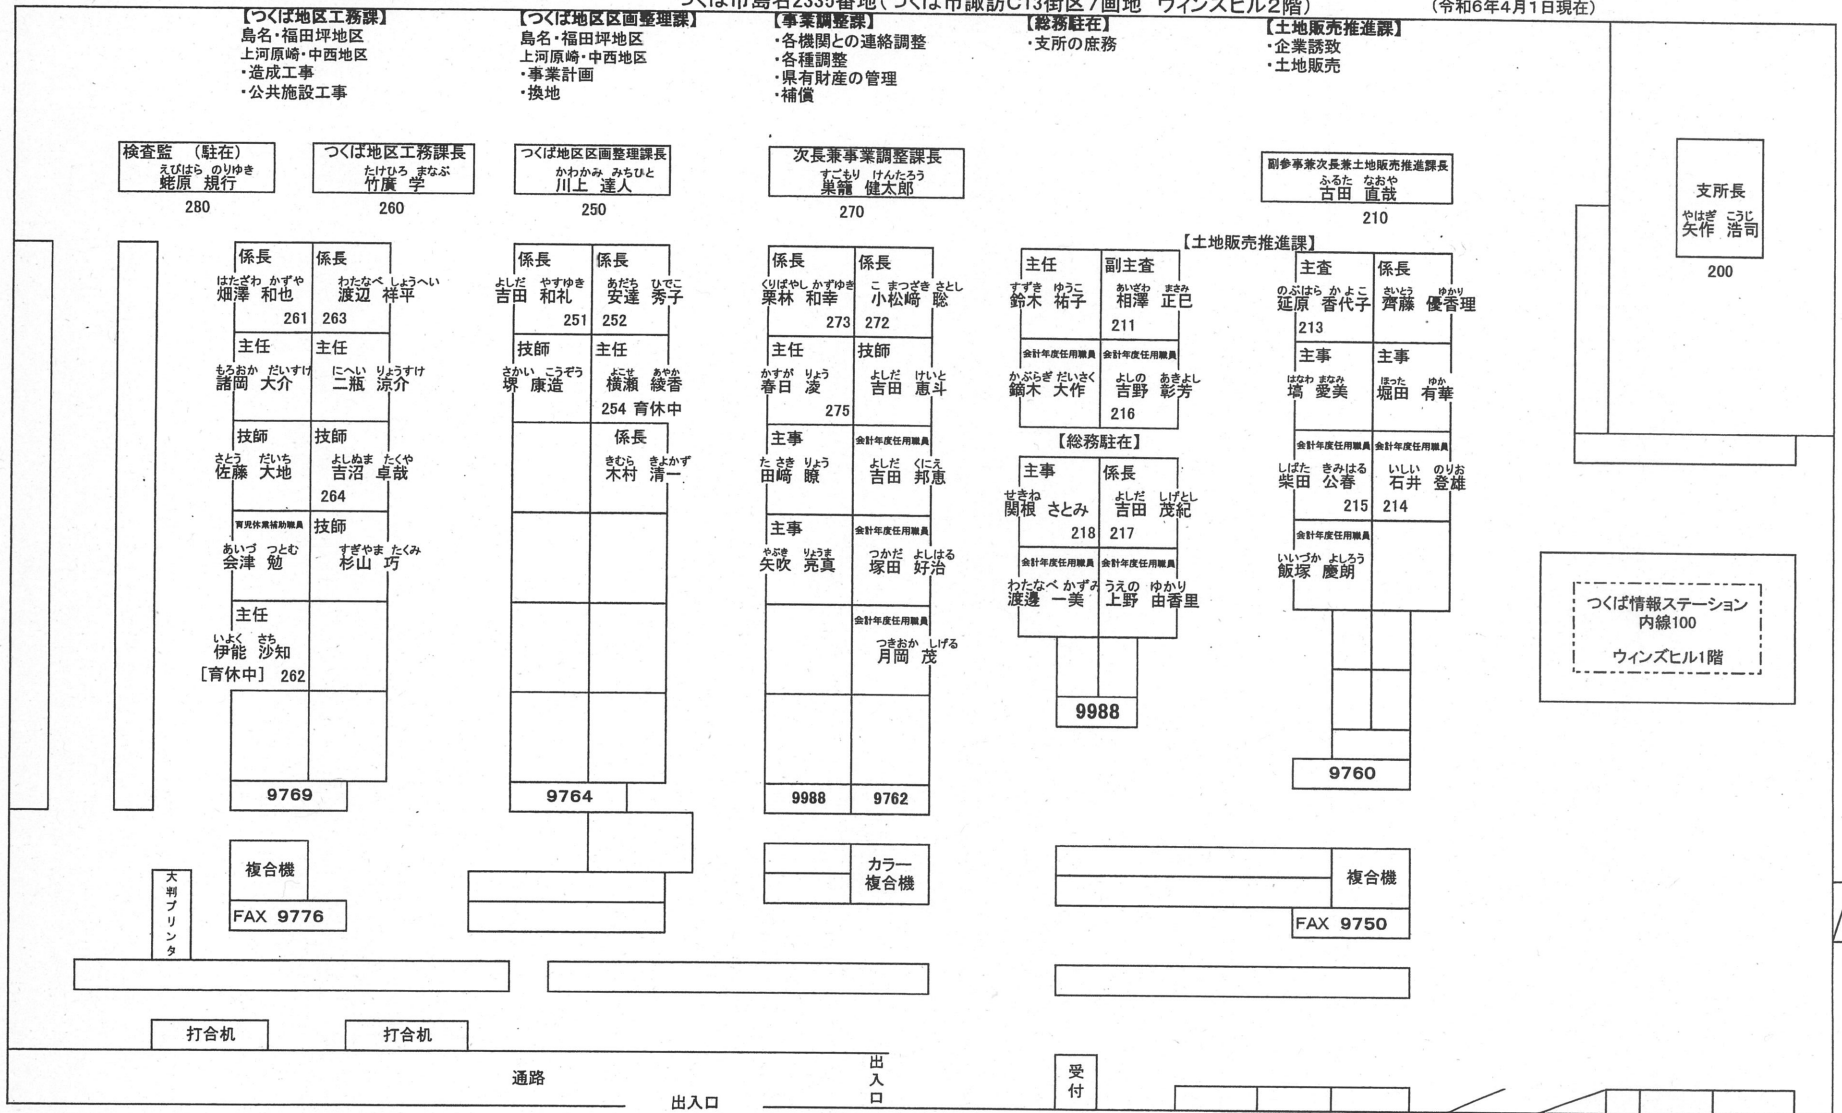 つくば市島名2335番地(つくば市諏訪C13街区7画地 ウィンズヒル2階)
(令和6年4月1日現在)
【つくば地区工務課】
島名・福田坪地区
上河原崎・中西地区
・造成工事
・公共施設工事
【つくば地区区画整理課】
島名・福田坪地区
上河原崎・中西地区
・事業計画
・換地
【事業調整課】
・各機関との連絡調整
・各種調整
・県有財産の管理
・補償
【総務駐在】
・支所の庶務
【土地販売推進課】
・企業誘致
・土地販売
検査監 (駐在)
えびはら のりゆき
蛯原 規行
280
つくば地区工務課長
たけひろ まなぶ
竹廣 学
260
つくば地区区画整理課長
かわかみ みちひと
川上 達人
250
次長兼事業調整課長
すごもり けんたろう
巣籠 健太郎
270
副参事兼次長兼土地販売推進課長
ふるた なおや
古田 直哉
210
支所長
やはぎ こうじ
矢作 浩司
200
係長
はたざわ かずや
畑澤 和也
261
係長
わたなべ しょうへい
渡辺 祥平
263
主任
もろおか だいすけ
諸岡 大介
主任
にへい りょうすけ
二瓶 涼介
技師
さとう だいち
佐藤 大地
技師
よしぬま たくや
吉沼 卓哉
264
育児休業補助職員
あいづ つとむ
会津 勉
技師
すぎやま たくみ
杉山 巧
主任
いよく さち
伊能 沙知
[育休中] 262
9769
係長
よしだ やすゆき
吉田 和礼
251
係長
あだち ひでこ
安達 秀子
252
技師
さかい こうぞう
堺 康造
主任
よこせ あやか
横瀬 綾香
254 育休中
係長
きむら きよかず
木村 清一
9764
係長
くりばやし かずゆき
栗林 和幸
273
係長
こまつざき さとし
小松﨑 聡
272
主任
かすが りょう
春日 凌
275
技師
よしだ けいと
吉田 恵斗
主事
たさき りょう
田﨑 瞭
会計年度任用職員
よしだ くにえ
吉田 邦恵
主事
やぶき りょうま
矢吹 亮真
会計年度任用職員
つかだ よしはる
塚田 好治
会計年度任用職員
つきおか しげる
月岡 茂
9988
9762
主任
すずき ゆうこ
鈴木 祐子
副主査
あいざわ まさみ
相澤 正巳
211
会計年度任用職員
かぶらぎ だいさく
鏑木 大作
会計年度任用職員
よしの あきよし
吉野 彰芳
216
【総務駐在】
主事
せきね
関根 さとみ
218
係長
よしだ しげとし
吉田 茂紀
217
会計年度任用職員
わたなべ かずみ
渡邊 一美
会計年度任用職員
うえの ゆかり
上野 由香里
9988
【土地販売推進課】
主査
のぶはら かよこ
延原 香代子
213
係長
さいとう ゆかり
齊藤 優香理
主事
はなわ まなみ
塙 愛美
主事
ほった ゆか
堀田 有華
会計年度任用職員
しばた きみはる
柴田 公春
215
会計年度任用職員
いしい のりお
石井 登雄
214
会計年度任用職員
いいづか よしろう
飯塚 慶朗
9760
つくば情報ステーション
内線100
ウィンズヒル1階
大判プリンタ
複合機
FAX 9776
カラー
複合機
複合機
FAX 9750
打合机
打合机
通路
出入口
出入口
受付